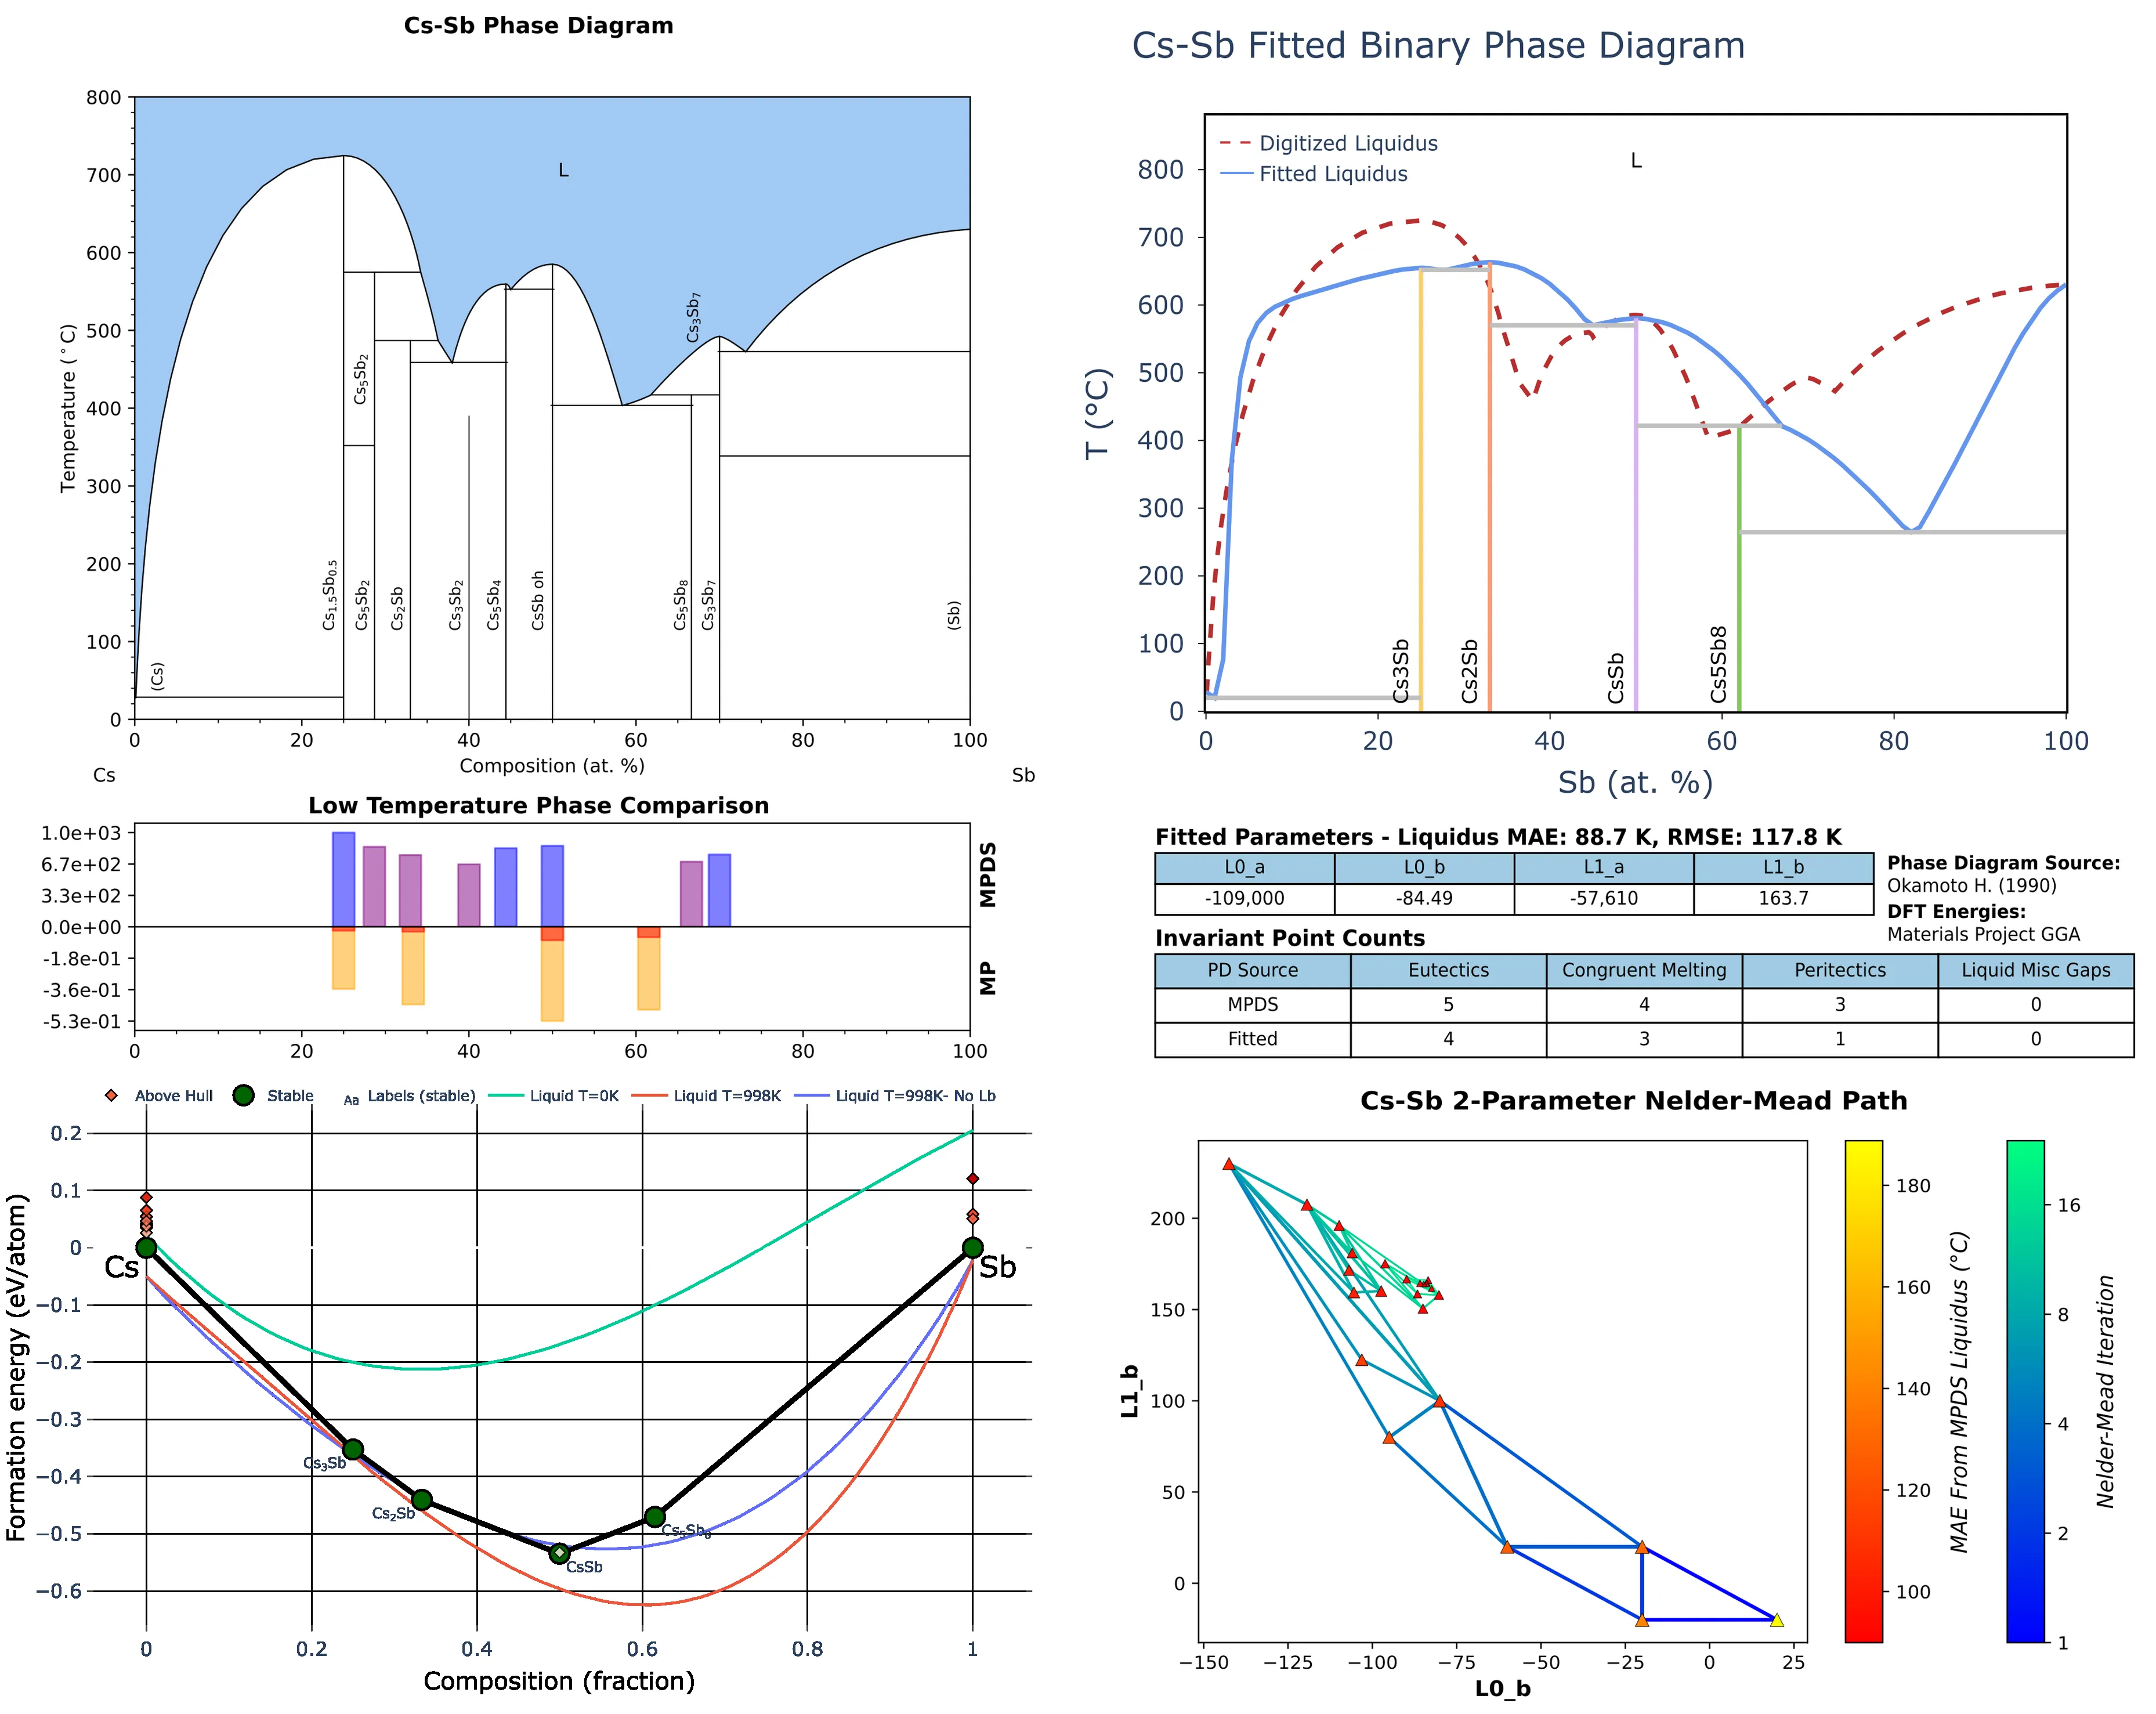 Cs-Sb Phase Diagram
800
700
600
500
400
300
200
100
0
Temperature (°C)
L
Cs3Sb7
Cs5Sb2
Cs1.5Sb0.5
Cs5Sb2
Cs2Sb
Cs3Sb2
Cs5Sb4
CsSb oh
Cs5Sb8
Cs3Sb7
(Sb)
(Cs)
0 20 40 60 80 100
Composition (at. %)
Cs
Sb
Cs-Sb Fitted Binary Phase Diagram
Digitized Liquidus
Fitted Liquidus
L
800
700
600
500
400
300
200
100
0
T (°C)
Cs3Sb
Cs2Sb
CsSb
Cs5Sb8
0 20 40 60 80 100
Sb (at. %)
Low Temperature Phase Comparison
1.0e+03
6.7e+02
3.3e+02
0.0e+00
-1.8e-01
-3.6e-01
-5.3e-01
MPDS
MP
0 20 40 60 80 100
Fitted Parameters - Liquidus MAE: 88.7 K, RMSE: 117.8 K
L0_a L0_b L1_a L1_b
-109,000 -84.49 -57,610 163.7
Phase Diagram Source:
Okamoto H. (1990)
DFT Energies:
Materials Project GGA
Invariant Point Counts
PD Source Eutectics Congruent Melting Peritectics Liquid Misc Gaps
MPDS 5 4 3 0
Fitted 4 3 1 0
Above Hull Stable Aa Labels (stable) Liquid T=0K Liquid T=998K Liquid T=998K- No Lb
0.2
0.1
0
−0.1
−0.2
−0.3
−0.4
−0.5
−0.6
Formation energy (eV/atom)
Cs
Sb
Cs3Sb
Cs2Sb
CsSb
Cs5Sb8
0 0.2 0.4 0.6 0.8 1
Composition (fraction)
Cs-Sb 2-Parameter Nelder-Mead Path
200
150
100
50
0
L1_b
−150 −125 −100 −75 −50 −25 0 25
L0_b
180
160
140
120
100
MAE From MPDS Liquidus (°C)
16
8
4
2
1
Nelder-Mead Iteration